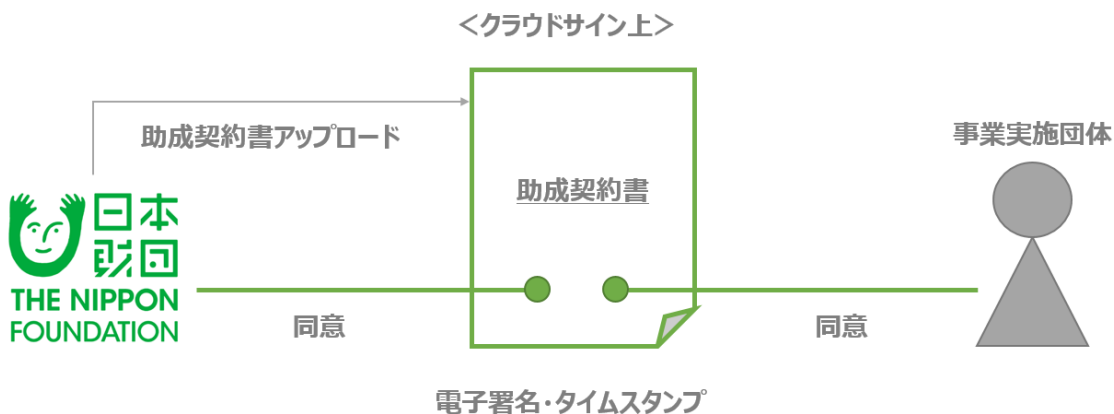 ＜クラウドサイン上＞
助成契約書アップロード
事業実施団体
助成契約書
日本
財団
THE NIPPON
FOUNDATION
同意
同意
電子署名・タイムスタンプ